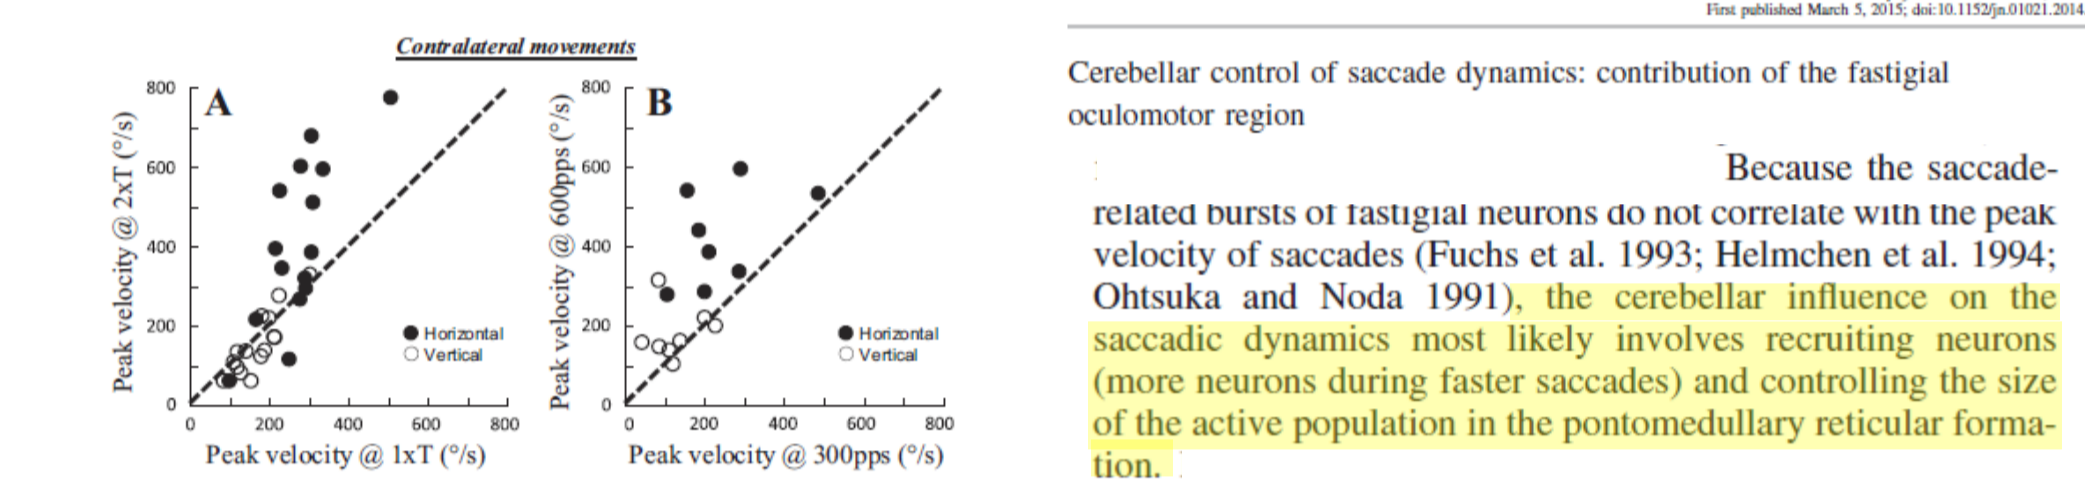 Contralateral movements
A
800
600
400
200
0
0 200 400 600 800
Peak velocity @ 2xT (°/s)
Peak velocity @ 1xT (°/s)
Horizontal
Vertical
B
800
600
400
200
0
0 200 400 600 800
Peak velocity @ 600pps (°/s)
Peak velocity @ 300pps (°/s)
Horizontal
Vertical
First published March 5, 2015; doi:10.1152/jn.01021.2014.
Cerebellar control of saccade dynamics: contribution of the fastigial
oculomotor region
Because the saccade-
related bursts of fastigial neurons do not correlate with the peak
velocity of saccades (Fuchs et al. 1993; Helmchen et al. 1994;
Ohtsuka and Noda 1991), the cerebellar influence on the
saccadic dynamics most likely involves recruiting neurons
(more neurons during faster saccades) and controlling the size
of the active population in the pontomedullary reticular forma-
tion.